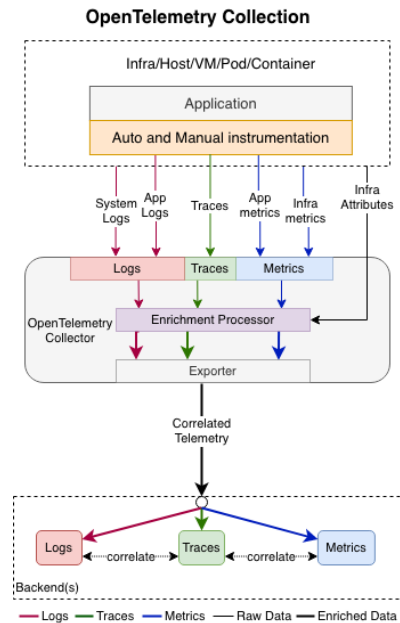 OpenTelemetry Collection
Infra/Host/VM/Pod/Container
Application
Auto and Manual instrumentation
System
Logs
App
Logs
Traces
App
metrics
Infra
metrics
Infra
Attributes
Logs
Traces
Metrics
OpenTelemetry
Collector
Enrichment Processor
Exporter
Correlated
Telemetry
Logs
correlate
Traces
correlate
Metrics
Backend(s)
Logs
Traces
Metrics
Raw Data
Enriched Data